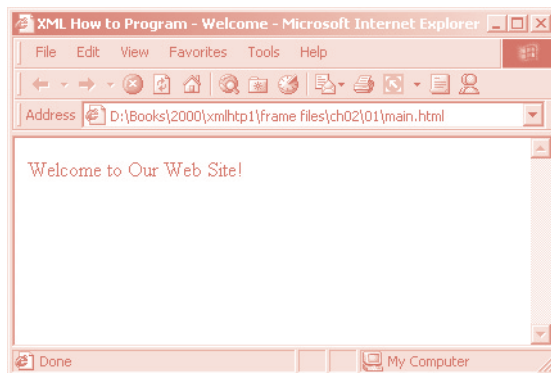 XML How to Program - Welcome - Microsoft Internet Explorer
File Edit View Favorites Tools Help
Address D:\Books\2000\xmlhtp1\frame files\ch02\01\main.html
Welcome to Our Web Site!
Done My Computer